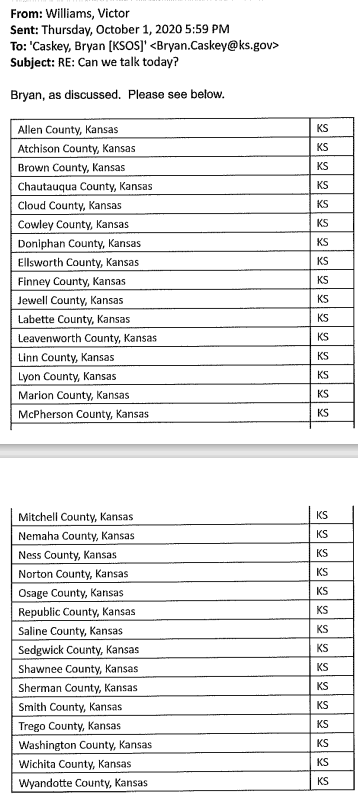 From: Williams, Victor
Sent: Thursday, October 1, 2020 5:59 PM
To: 'Caskey, Bryan [KSOS]' <Bryan.Caskey@ks.gov>
Subject: RE: Can we talk today?
Bryan, as discussed. Please see below.
Allen County, Kansas KS
Atchison County, Kansas KS
Brown County, Kansas KS
Chautauqua County, Kansas KS
Cloud County, Kansas KS
Cowley County, Kansas KS
Doniphan County, Kansas KS
Ellsworth County, Kansas KS
Finney County, Kansas KS
Jewell County, Kansas KS
Labette County, Kansas KS
Leavenworth County, Kansas KS
Linn County, Kansas KS
Lyon County, Kansas KS
Marion County, Kansas KS
McPherson County, Kansas KS
Mitchell County, Kansas KS
Nemaha County, Kansas KS
Ness County, Kansas KS
Norton County, Kansas KS
Osage County, Kansas KS
Republic County, Kansas KS
Saline County, Kansas KS
Sedgwick County, Kansas KS
Shawnee County, Kansas KS
Sherman County, Kansas KS
Smith County, Kansas KS
Trego County, Kansas KS
Washington County, Kansas KS
Wichita County, Kansas KS
Wyandotte County, Kansas KS